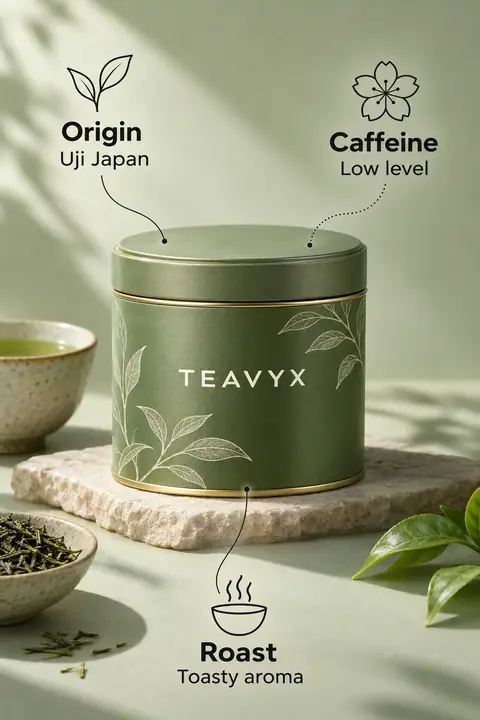 Origin
Uji Japan
Caffeine
Low level
TEAVYX
Roast
Toasty aroma